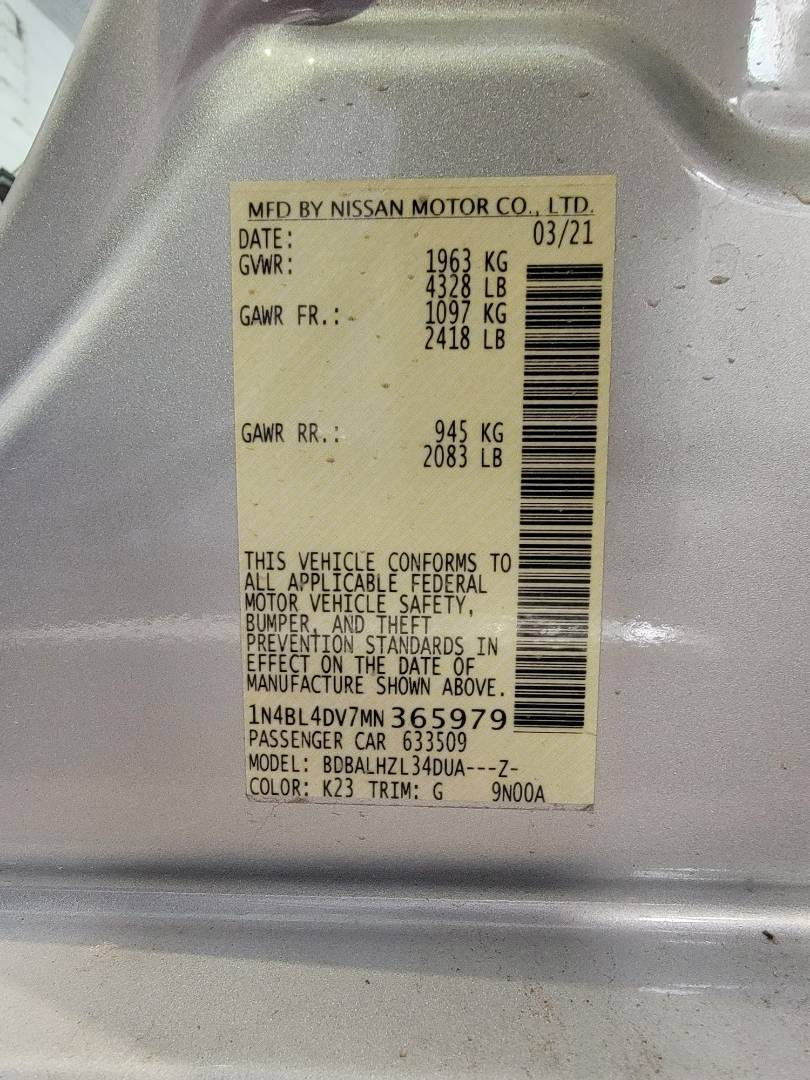 MFD BY NISSAN MOTOR CO., LTD.
DATE: 03/21
GVWR: 1963 KG
4328 LB
GAWR FR.: 1097 KG
2418 LB
GAWR RR.: 945 KG
2083 LB
THIS VEHICLE CONFORMS TO
ALL APPLICABLE FEDERAL
MOTOR VEHICLE SAFETY,
BUMPER, AND THEFT
PREVENTION STANDARDS IN
EFFECT ON THE DATE OF
MANUFACTURE SHOWN ABOVE.
1N4BL4DV7MN365979
PASSENGER CAR 633509
MODEL: BDBALHZL34DUA---Z-
COLOR: K23 TRIM: G 9N00A